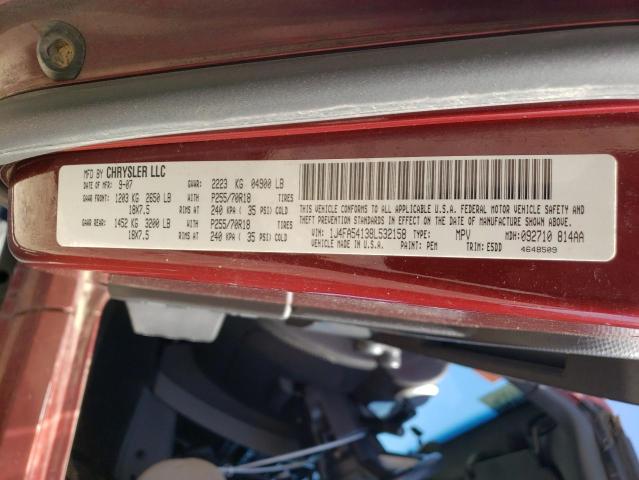 MFD BY CHRYSLER LLC
DATE OF MFR. 9-07 GVWR: 2223 KG 04900 LB
GAWR FRONT: 1203 KG 2650 LB P255/70R18 TIRES
18X7.5 RIMS AT 240 KPA ( 35 PSI) COLD
GAWR REAR: 1452 KG 3200 LB P255/70R18 TIRES
18X7.5 RIMS AT 240 KPA ( 35 PSI) COLD
THIS VEHICLE CONFORMS TO ALL APPLICABLE U.S.A. FEDERAL MOTOR VEHICLE SAFETY AND
THEFT PREVENTION STANDARDS IN EFFECT ON THE DATE OF MANUFACTURE SHOWN ABOVE.
VEHICLE MADE IN U.S.A.
VIN: 1J4FA54138L532158 TYPE: MPV MDH: 092710 814AA
PAINT: PEM TRIM: E5DD 4648509